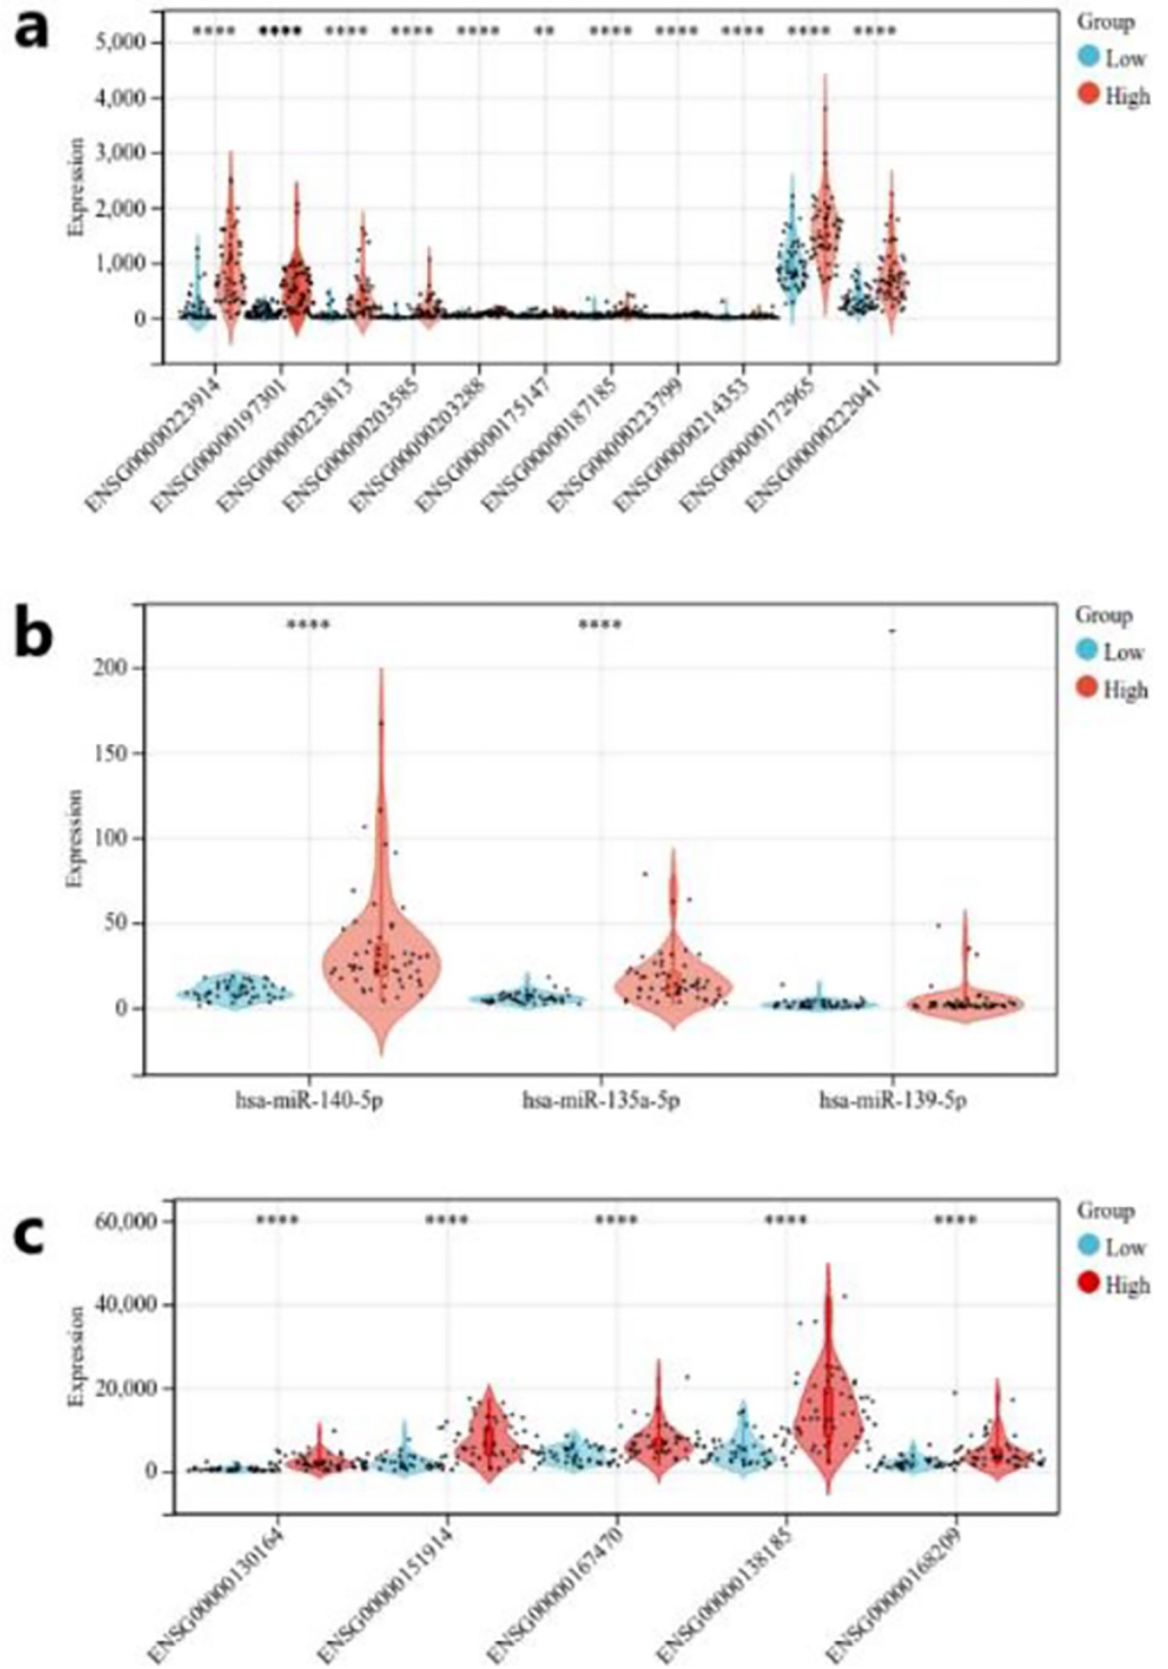 a
**** **** **** **** **** ** **** **** **** **** ****
Group
Low
High
5,000
4,000
3,000
2,000
1,000
0
Expression
ENSG00000223914
ENSG00000197301
ENSG00000223813
ENSG00000203585
ENSG00000203288
ENSG00000175147
ENSG00000187185
ENSG00000223799
ENSG00000214353
ENSG00000172965
ENSG00000222041
b
**** **** -
Group
Low
High
200
150
100
50
0
Expression
hsa-miR-140-5p
hsa-miR-135a-5p
hsa-miR-139-5p
c
**** **** **** **** ****
Group
Low
High
60,000
40,000
20,000
0
Expression
ENSG00000130164
ENSG00000151914
ENSG00000167470
ENSG00000138185
ENSG00000168209